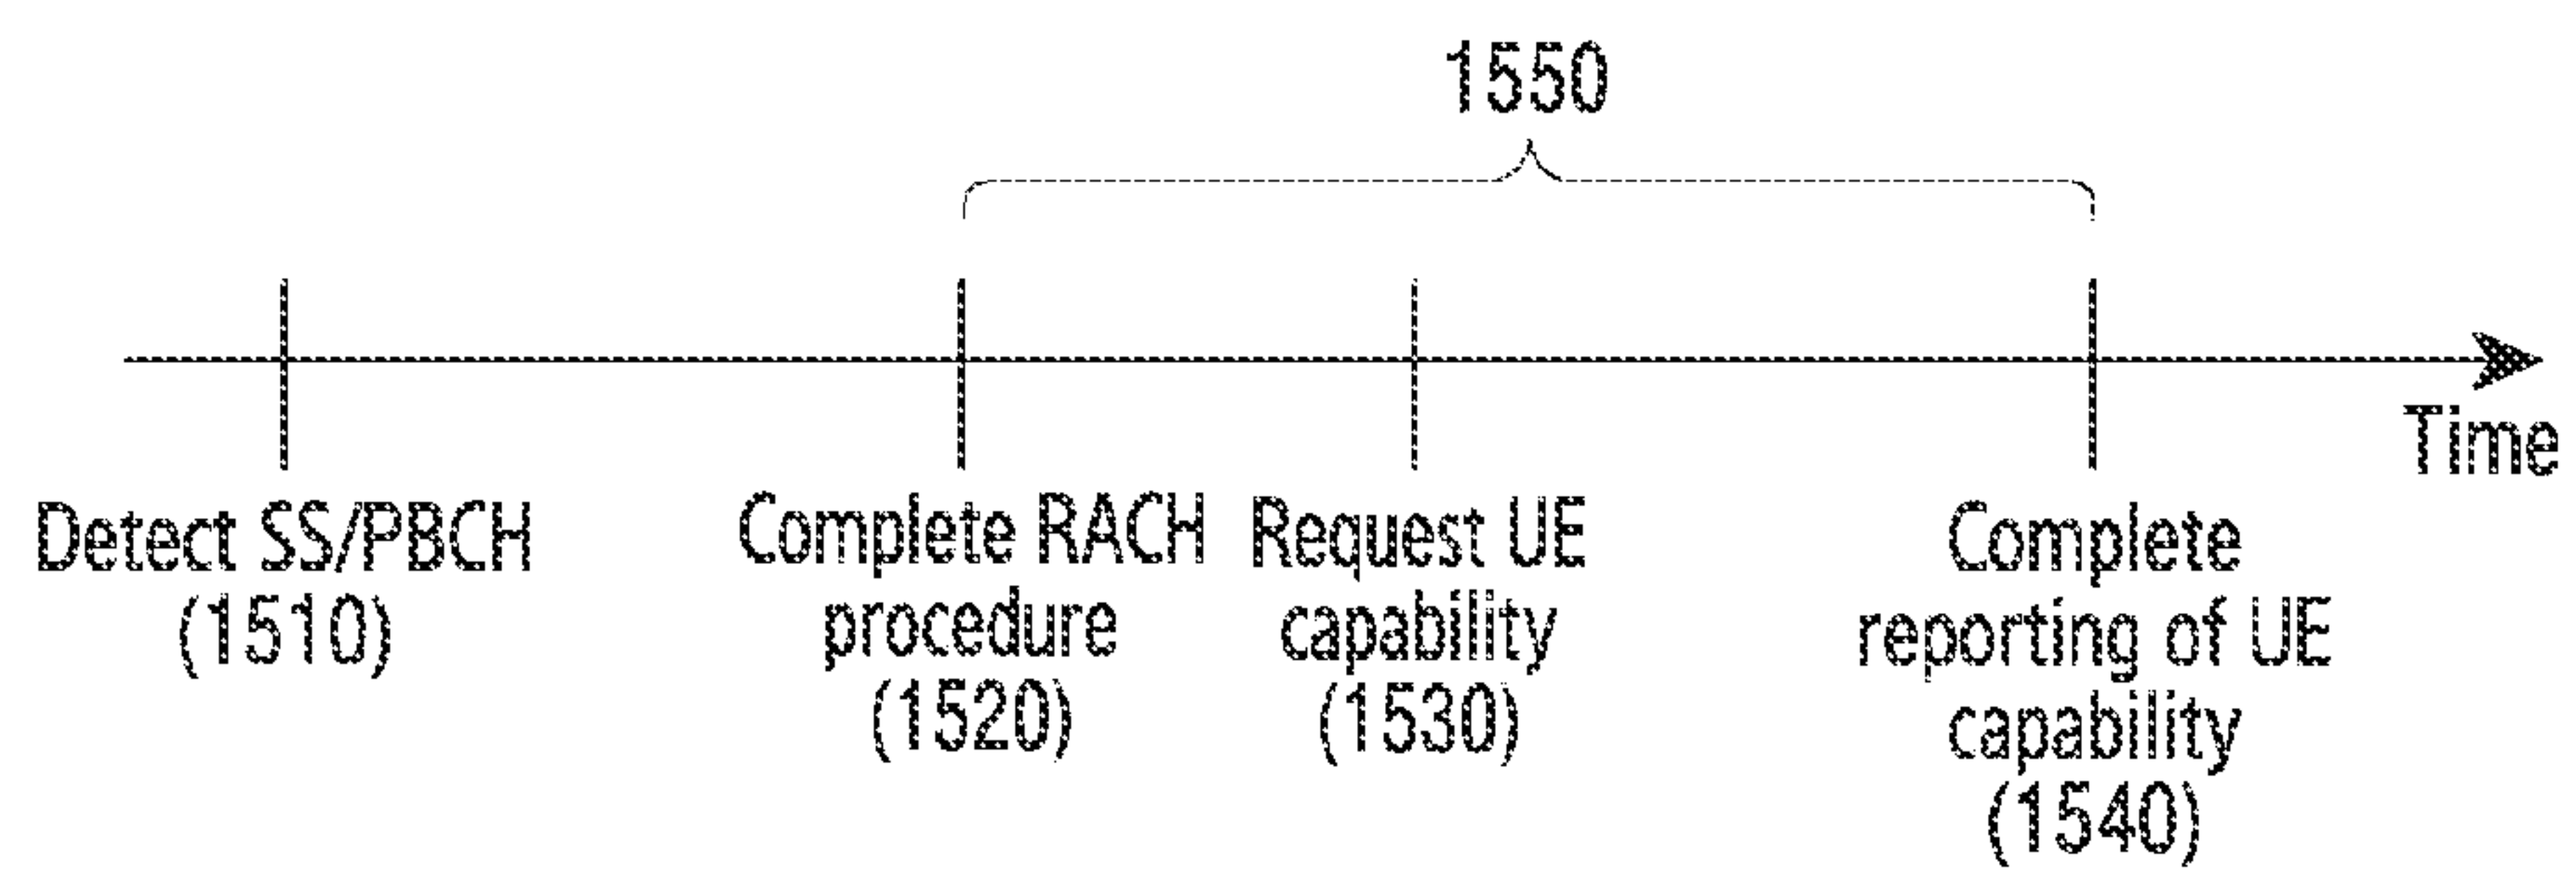 1550
Time
Detect SS/PBCH
(1510)
Complete RACH
procedure
(1520)
Request UE
capability
(1530)
Complete
reporting of UE
capability
(1540)